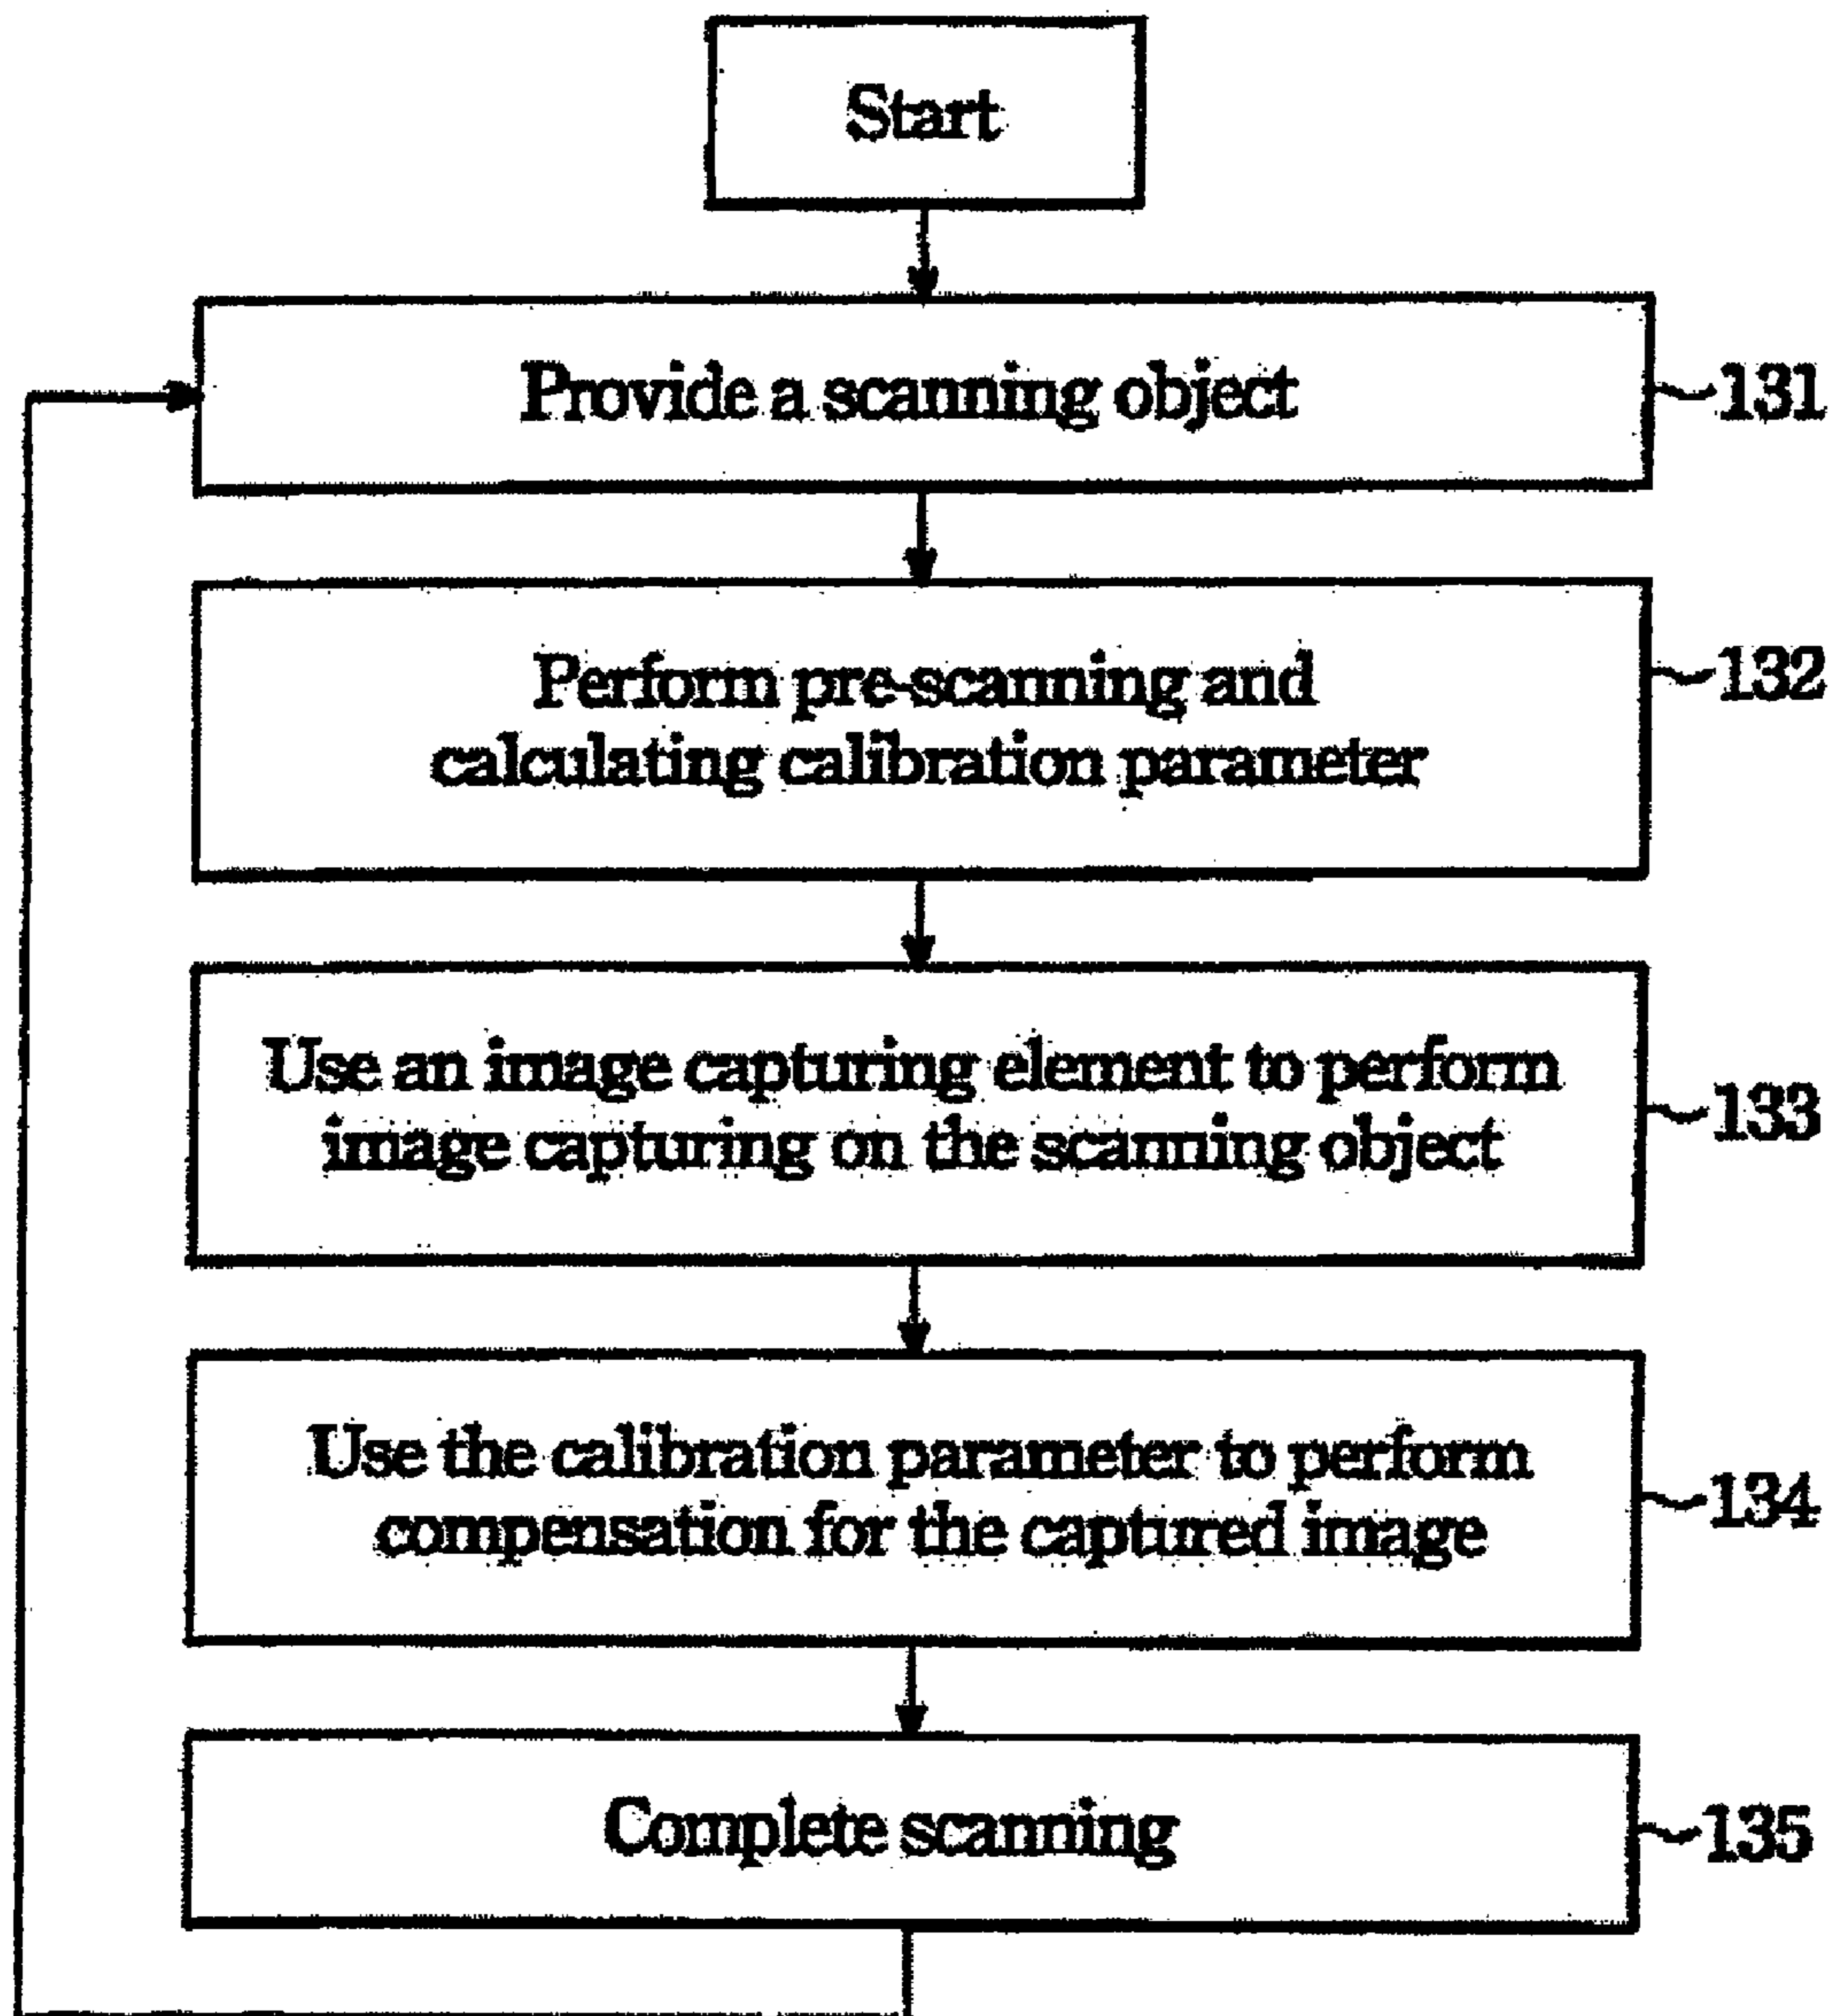 Start
Provide a scanning object
131
Perform pre-scanning and
calculating calibration parameter
132
Use an image capturing element to perform
image capturing on the scanning object
133
Use the calibration parameter to perform
compensation for the captured image
134
Complete scanning
135